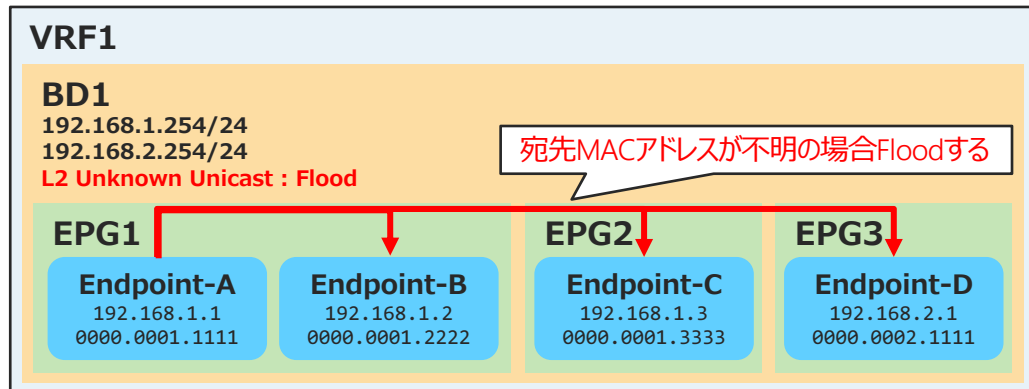 VRF1
BD1
192.168.1.254/24
192.168.2.254/24
L2 Unknown Unicast : Flood
宛先MACアドレスが不明の場合Floodする
EPG1
EPG2
EPG3
Endpoint-A
192.168.1.1
0000.0001.1111
Endpoint-B
192.168.1.2
0000.0001.2222
Endpoint-C
192.168.1.3
0000.0001.3333
Endpoint-D
192.168.2.1
0000.0002.1111